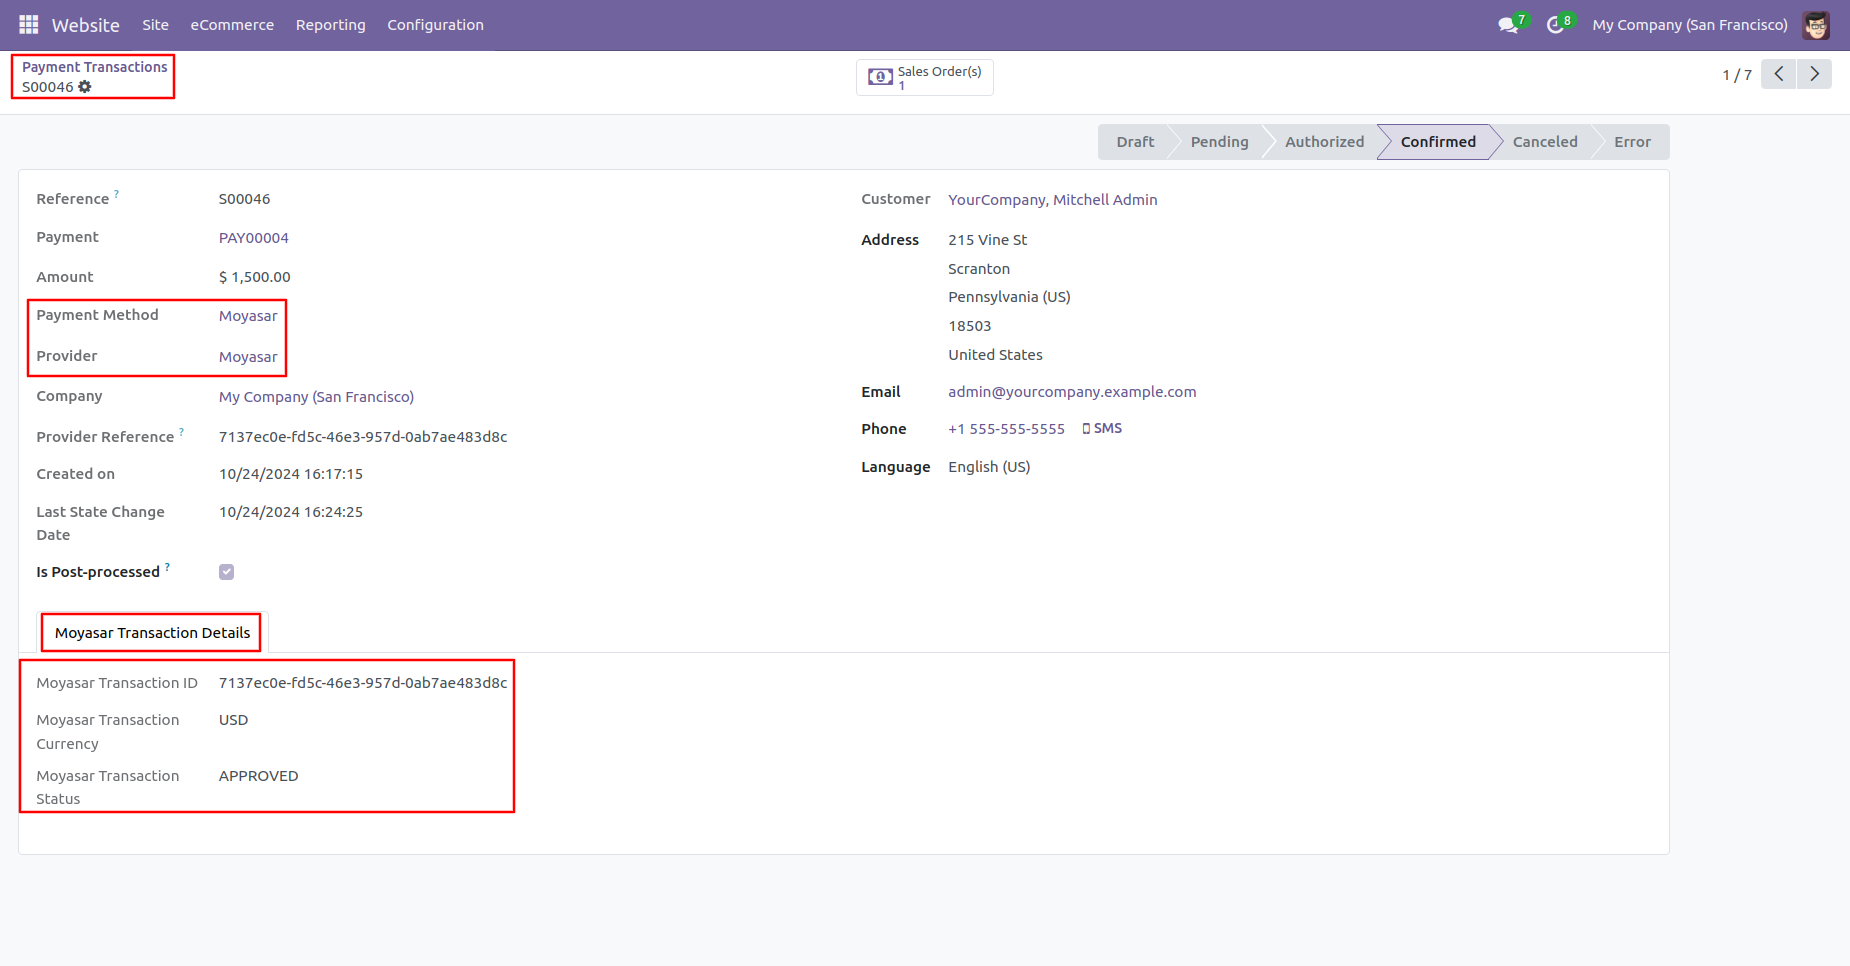 Website Site eCommerce Reporting Configuration 7 8 My Company (San Francisco)
Payment Transactions
S00046
Sales Order(s)
1
1 / 7
Draft Pending Authorized Confirmed Canceled Error
Reference ? S00046
Payment PAY00004
Amount $ 1,500.00
Payment Method Moyasar
Provider Moyasar
Company My Company (San Francisco)
Provider Reference ? 7137ec0e-fd5c-46e3-957d-0ab7ae483d8c
Created on 10/24/2024 16:17:15
Last State Change Date 10/24/2024 16:24:25
Is Post-processed ?
Customer YourCompany, Mitchell Admin
Address 215 Vine St
Scranton
Pennsylvania (US)
18503
United States
Email admin@yourcompany.example.com
Phone +1 555-555-5555 SMS
Language English (US)
Moyasar Transaction Details
Moyasar Transaction ID 7137ec0e-fd5c-46e3-957d-0ab7ae483d8c
Moyasar Transaction Currency USD
Moyasar Transaction Status APPROVED